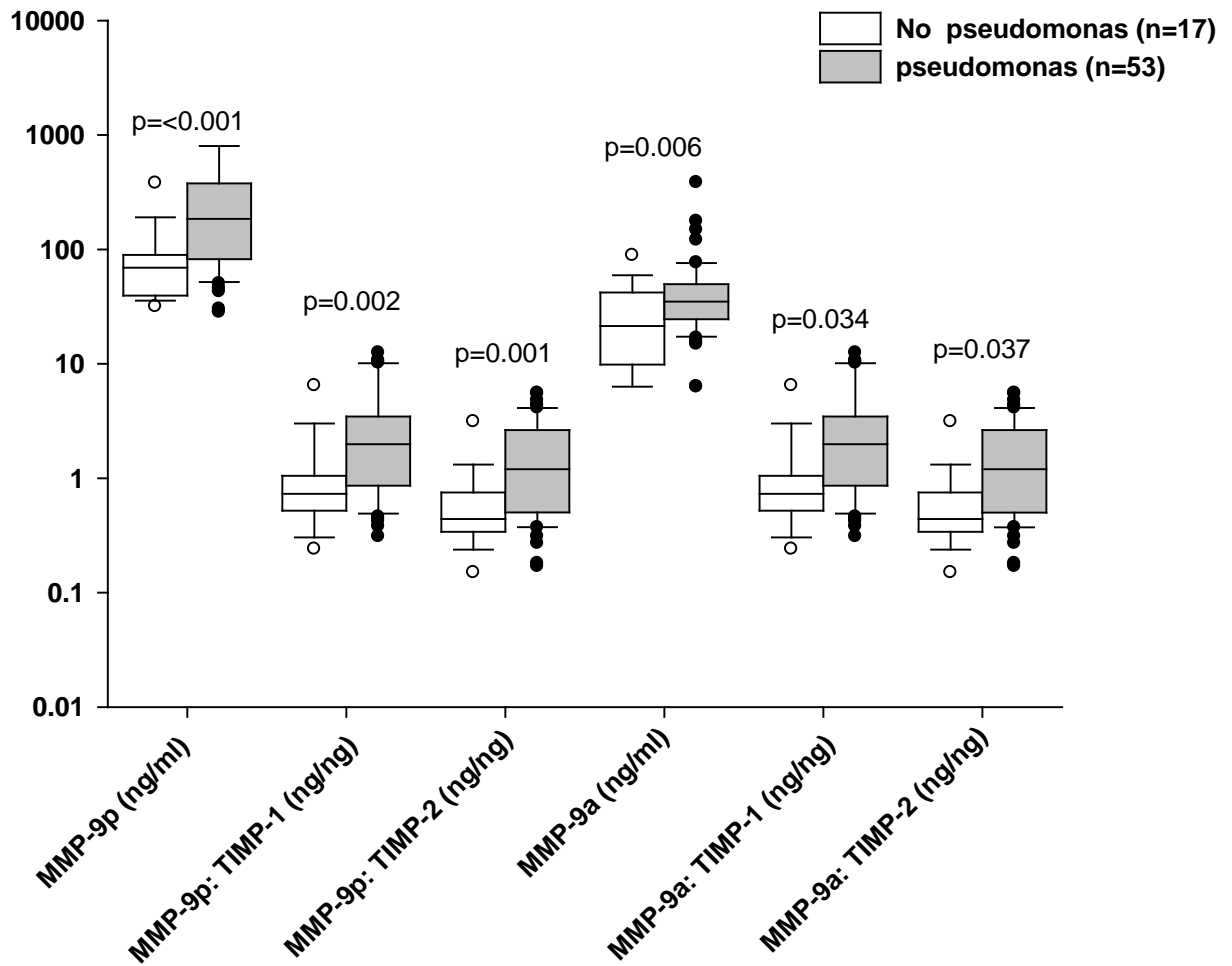 10000
No pseudomonas (n=17)
pseudomonas (n=53)
p=<0.001
1000
p=0.006
100
p=0.002
p=0.034
p=0.001
p=0.037
10
1
0.1
0.01
MMP-9p (ng/ml)
MMP-9p: TIMP-1 (ng/ng)
MMP-9p: TIMP-2 (ng/ng)
MMP-9a (ng/ml)
MMP-9a: TIMP-1 (ng/ng)
MMP-9a: TIMP-2 (ng/ng)